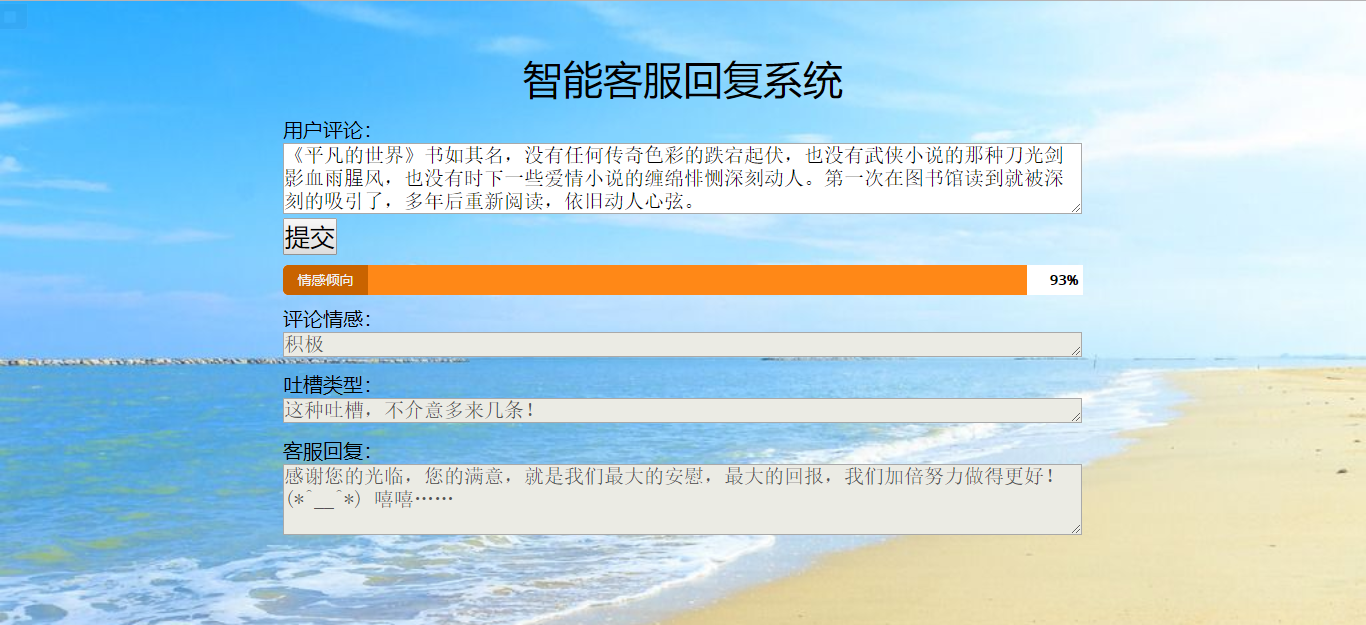 智能客服回复系统
用户评论:
《平凡的世界》书如其名，没有任何传奇色彩的跌宕起伏，也没有武侠小说的那种刀光剑
影血雨腥风，也没有时下一些爱情小说的缠绵悱恻深刻动人。第一次在图书馆读到就被深
刻的吸引了，多年后重新阅读，依旧动人心弦。
提交
情感倾向 93%
评论情感:
积极
吐槽类型:
这种吐槽，不介意多来几条！
客服回复:
感谢您的光临，您的满意，就是我们最大的安慰，最大的回报，我们加倍努力做得更好！
(*^__^*) 嘻嘻……